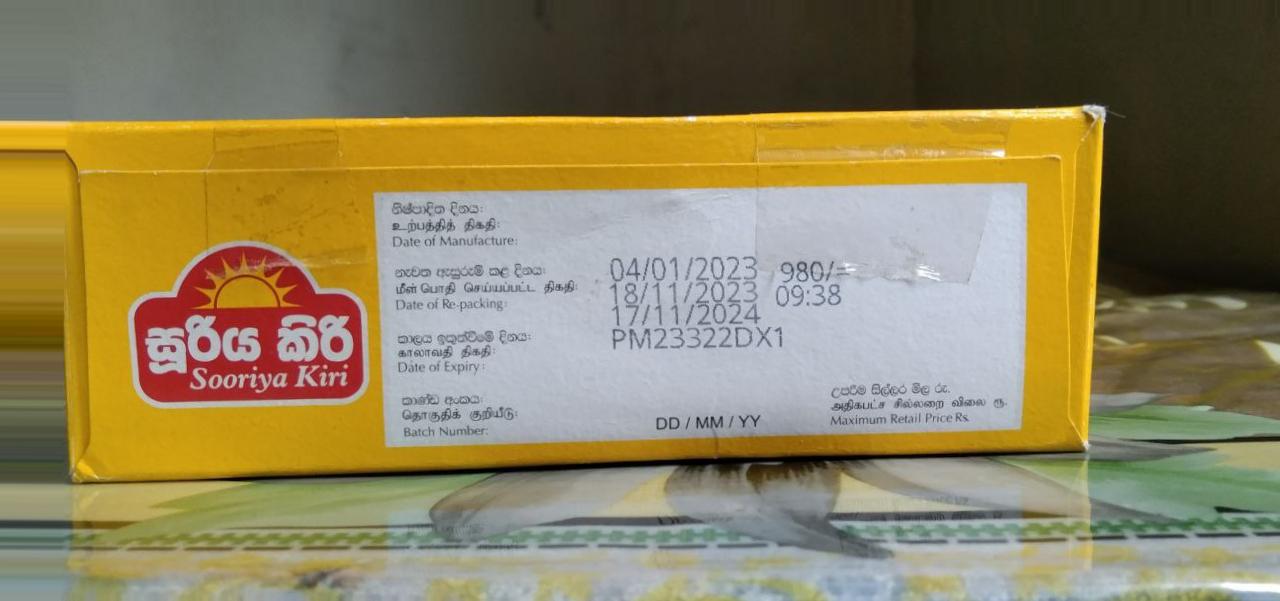 නිෂ්පාදිත දිනය:
உற்பத்தித் திகதி:
Date of Manufacture:
නැවත ඇසුරුම් කළ දිනය:
மீள் பொதி செய்யப்பட்ட திகதி:
Date of Re-packing:
කාලය ඉකුත්වීමේ දිනය:
காலாவதி திகதி:
Date of Expiry:
කාණ්ඩ අංකය:
தொகுதிக் குறியீடு:
Batch Number:
04/01/2023 980/=
18/11/2023 09:38
17/11/2024
PM23322DX1
DD / MM / YY
උපරිම සිල්ලර මිල රු.
அதிகபட்ச சில்லறை விலை ரூ.
Maximum Retail Price Rs.
සූරිය කිරි
Sooriya Kiri